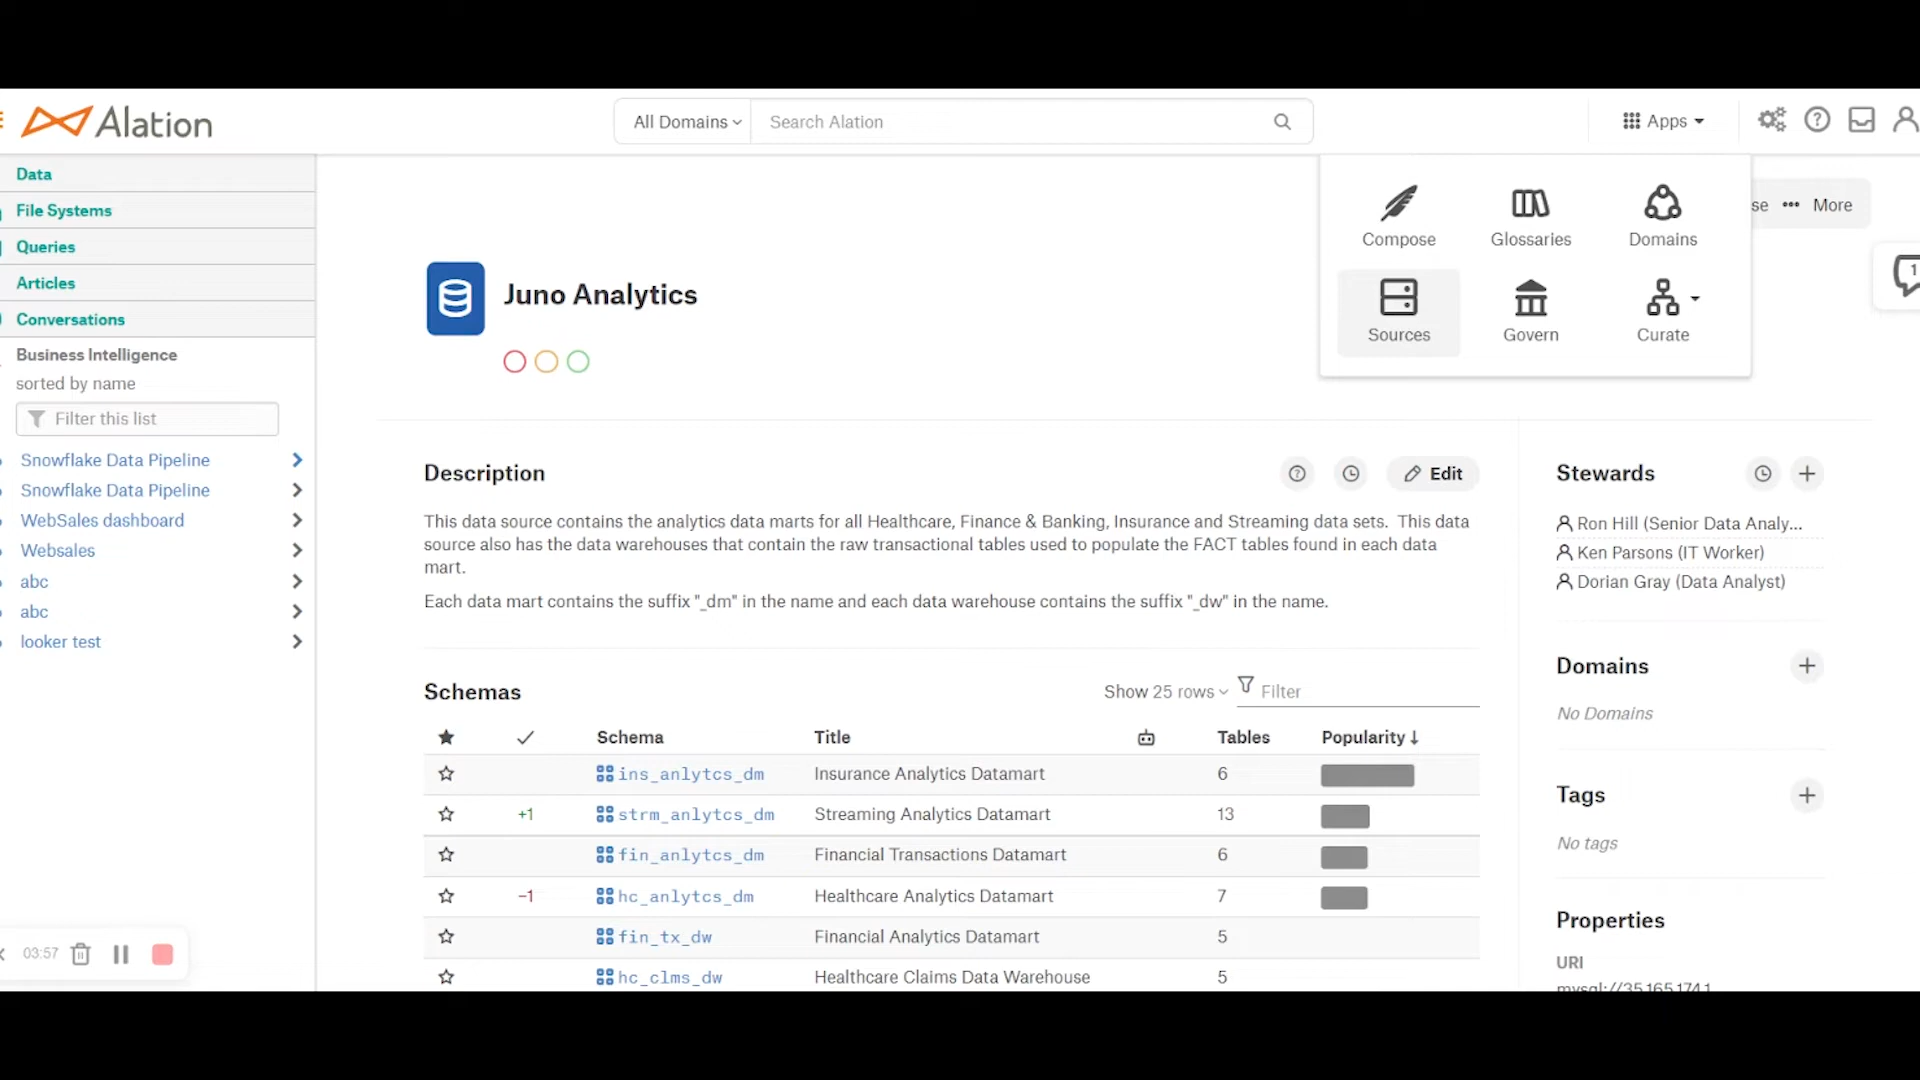 Alation
All Domains
Search Alation
Apps
Data
File Systems
Queries
Articles
Conversations
Business Intelligence
sorted by name
Filter this list
Snowflake Data Pipeline
Snowflake Data Pipeline
WebSales dashboard
Websales
abc
abc
looker test
03:57
Compose
Glossaries
Domains
Sources
Govern
Curate
se
More
1
Juno Analytics
Description
Edit
This data source contains the analytics data marts for all Healthcare, Finance & Banking, Insurance and Streaming data sets. This data
source also has the data warehouses that contain the raw transactional tables used to populate the FACT tables found in each data
mart.
Each data mart contains the suffix "_dm" in the name and each data warehouse contains the suffix "_dw" in the name.
Schemas
Show 25 rows
Filter
Schema Title Tables Popularity
ins_anlytcs_dm Insurance Analytics Datamart 6
+1 strm_anlytcs_dm Streaming Analytics Datamart 13
fin_anlytcs_dm Financial Transactions Datamart 6
−1 hc_anlytcs_dm Healthcare Analytics Datamart 7
fin_tx_dw Financial Analytics Datamart 5
hc_clms_dw Healthcare Claims Data Warehouse 5
Stewards
Ron Hill (Senior Data Analy...
Ken Parsons (IT Worker)
Dorian Gray (Data Analyst)
Domains
No Domains
Tags
No tags
Properties
URI